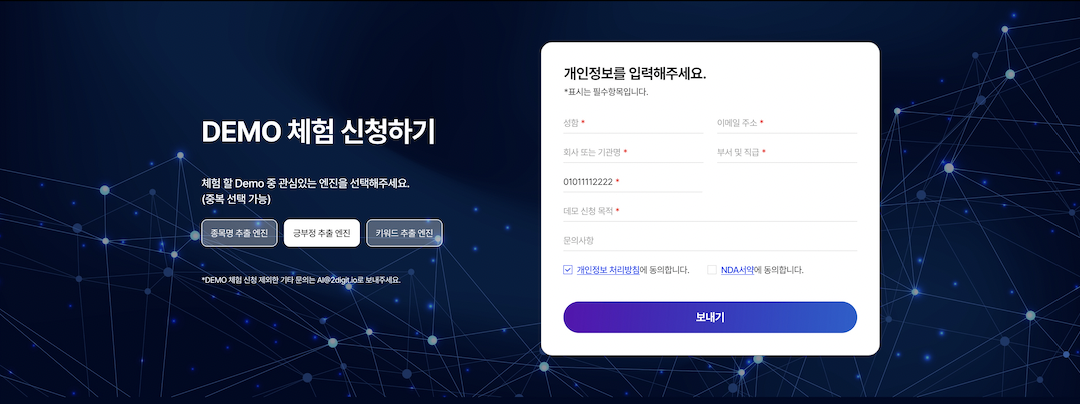 DEMO 체험 신청하기
체험 할 Demo 중 관심있는 엔진을 선택해주세요.
(중복 선택 가능)
종목명 추출 엔진
긍부정 추출 엔진
키워드 추출 엔진
*DEMO 체험 신청 제외한 기타 문의는 AI@2digit.io로 보내주세요.
개인정보를 입력해주세요.
*표시는 필수항목입니다.
성함 *
이메일 주소 *
회사 또는 기관명 *
부서 및 직급 *
01011112222 *
데모 신청 목적 *
문의사항
개인정보 처리방침에 동의합니다.
NDA서약에 동의합니다.
보내기